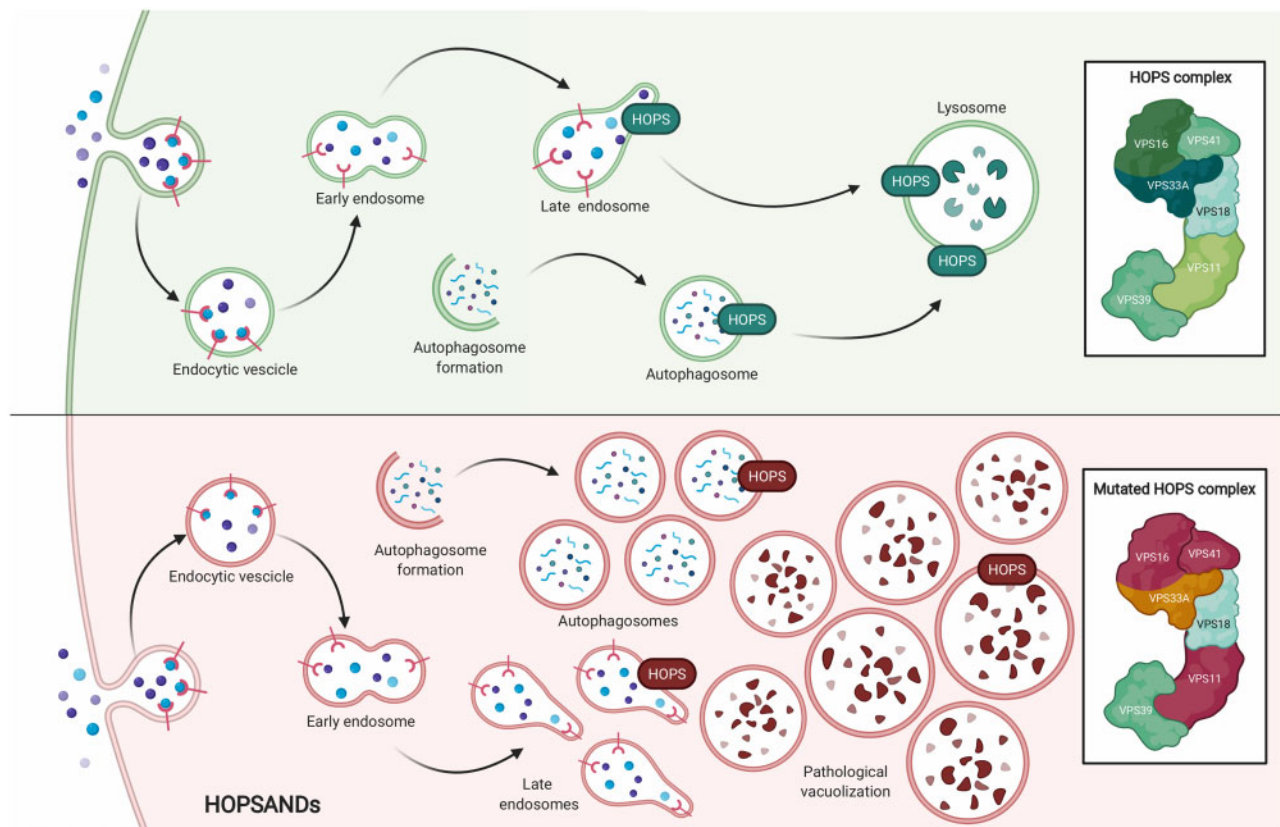 HOPS complex
VPS16
VPS41
VPS33A
VPS18
VPS11
VPS39
Lysosome
HOPS
HOPS
HOPS
Early endosome
Late endosome
HOPS
Endocytic vescicle
Autophagosome
formation
Autophagosome
Mutated HOPS complex
VPS16
VPS41
VPS33A
VPS18
VPS11
VPS39
HOPS
Autophagosome
formation
Endocytic vescicle
HOPS
Autophagosomes
HOPS
Early endosome
Late
endosomes
Pathological
vacuolization
HOPSANDs